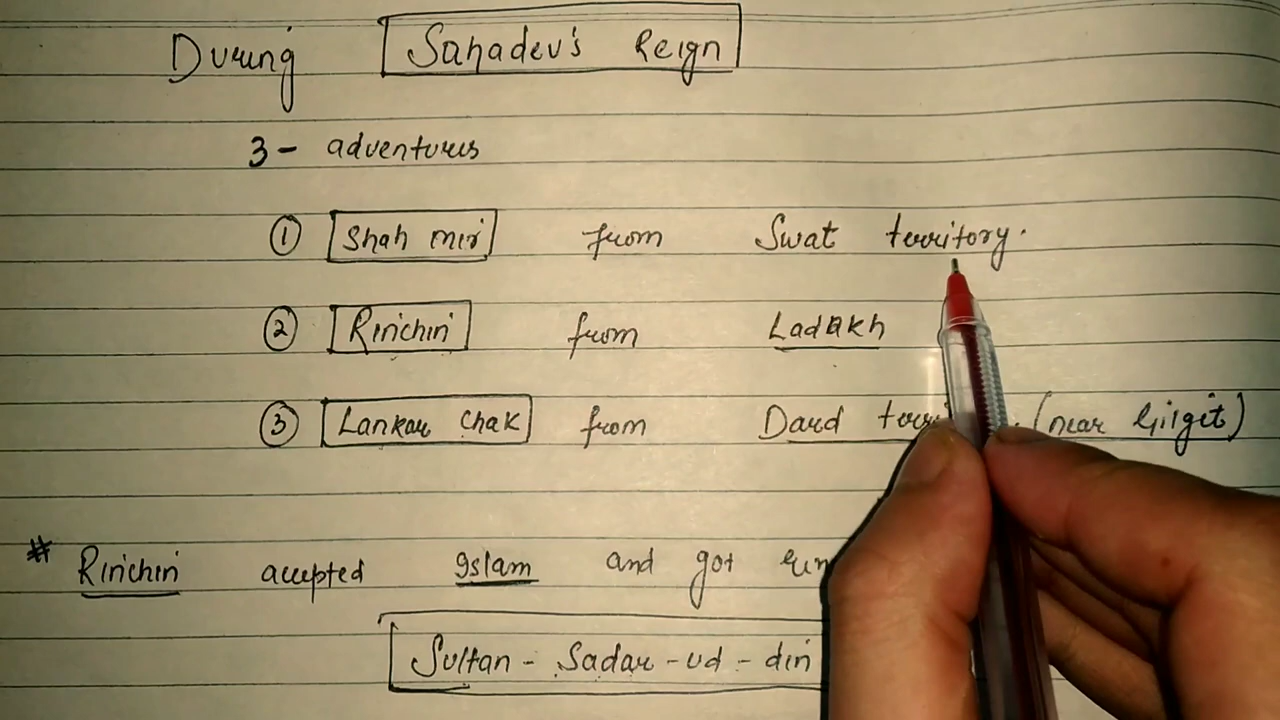 During Sahadev's Reign
3- adventures
① Shah mir from Swat territory.
② Rinchin from Ladakh
③ Lankar Chak from Dard (near Gilgit)
# Rinchin accepted Islam and got
Sultan - Sadar - ud - din